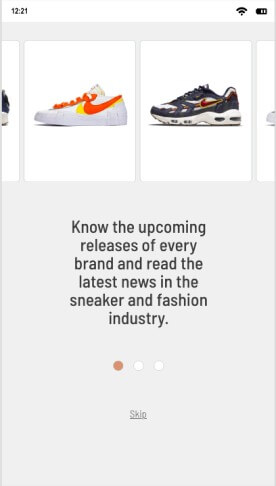 12:21
Know the upcoming
releases of every
brand and read the
latest news in the
sneaker and fashion
industry.
Skip